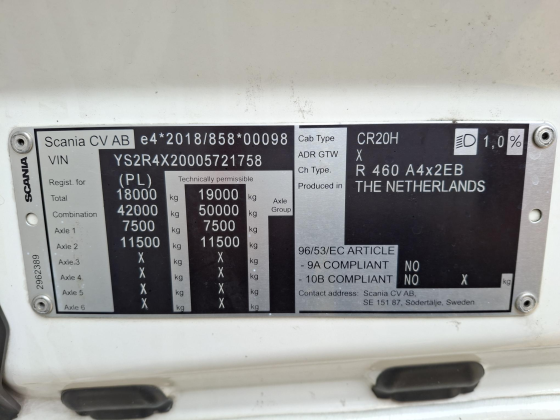 SCANIA
2962389
Scania CV AB e4*2018/858*00098
VIN YS2R4X20005721758
Regist. for (PL) Technically permissible
18000 kg 19000 kg Axle Group
Combination 42000 kg 50000 kg
Axle 1 7500 kg 7500 kg
Axle 2 11500 kg 11500 kg
Axle 3 X kg X kg
Axle 4 X kg X kg
Axle 5 X kg X kg
Axle 6 X kg X kg
Cab Type CR20H 1,0 %
ADR GTW X
Ch Type. R 460 A4x2EB
Produced in THE NETHERLANDS
96/53/EC ARTICLE
- 9A COMPLIANT NO
- 10B COMPLIANT NO X kg
Contact address: Scania CV AB,
SE 151 87, Södertälje, Sweden